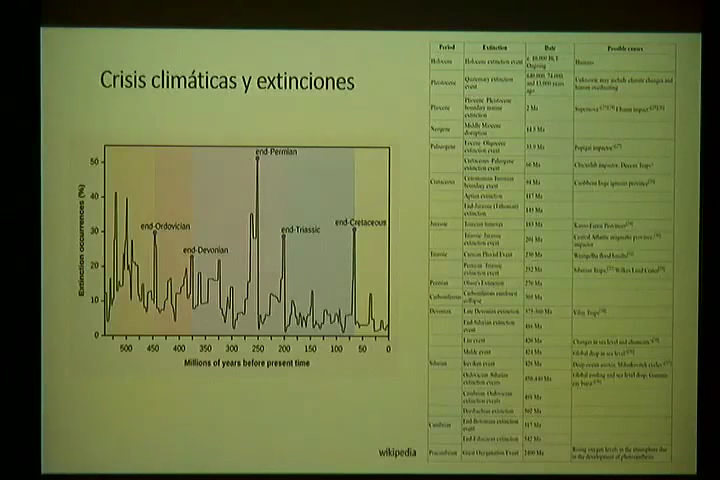 Crisis climáticas y extinciones
end-Permian
end-Ordovician
end-Triassic
end-Cretaceous
end-Devonian
Extinction occurrences (%)
50
40
30
20
10
0
500 450 400 350 300 250 200 150 100 50 0
Millions of years before present time
wikipedia
Period Extinction Date Possible causes
Holocene Holocene extinction event c. 10,000 BCE Ongoing Humans
Pleistocene Quaternary extinction event 640,000, 74,000, and 13,000 years ago Unknown; may include climate changes and human overhunting
Pliocene Pliocene-Pleistocene boundary marine extinction 2 Ma Supernova
Neogene Middle Miocene disruption 14.5 Ma
Palaeogene Eocene-Oligocene extinction event 33.9 Ma Popigai impactor
Cretaceous-Paleogene extinction event 66 Ma Chicxulub impactor; Deccan Traps
Cretaceous Cenomanian-Turonian boundary event 94 Ma Caribbean large igneous province
Aptian extinction 117 Ma
End-Jurassic (Tithonian) extinction 145 Ma
Jurassic Toarcian turnover 183 Ma Karoo-Ferrar Provinces
Triassic-Jurassic extinction event 201 Ma Central Atlantic magmatic province; impactor
Triassic Carnian Pluvial Event 230 Ma Wrangellia flood basalts
Permian-Triassic extinction event 252 Ma Siberian Traps; Wilkes Land Crater
Permian Olson's Extinction 270 Ma
Carboniferous Carboniferous rainforest collapse 305 Ma
Devonian Late Devonian extinction 375-360 Ma Viluy Traps
End-Silurian extinction event 416 Ma
Lau event 420 Ma Changes in sea level and chemistry
Mulde event 424 Ma Global drop in sea level
Silurian Ireviken event 428 Ma Deep-ocean anoxia; Milankovitch cycles
Ordovician-Silurian extinction events 450-440 Ma Global cooling and sea level drop; Gamma-ray burst
Cambrian-Ordovician extinction event 488 Ma
Dresbachian extinction 502 Ma
Cambrian End-Botomian extinction event 517 Ma
End-Ediacaran extinction 542 Ma
Precambrian Great Oxygenation Event 2400 Ma Rising oxygen levels in the atmosphere due to the development of photosynthesis